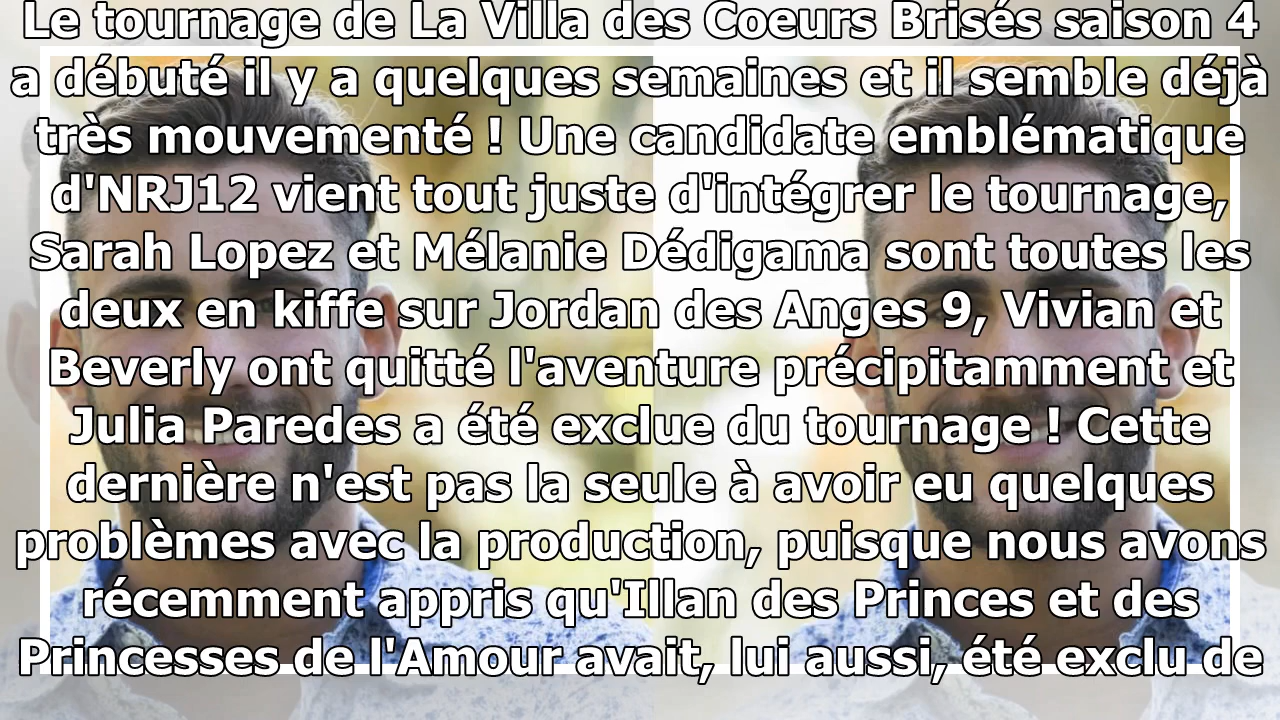 Le tournage de La Villa des Coeurs Brisés saison 4
a débuté il y a quelques semaines et il semble déjà
très mouvementé ! Une candidate emblématique
d'NRJ12 vient tout juste d'intégrer le tournage,
Sarah Lopez et Mélanie Dédigama sont toutes les
deux en kiffe sur Jordan des Anges 9, Vivian et
Beverly ont quitté l'aventure précipitamment et
Julia Paredes a été exclue du tournage ! Cette
dernière n'est pas la seule à avoir eu quelques
problèmes avec la production, puisque nous avons
récemment appris qu'Illan des Princes et des
Princesses de l'Amour avait, lui aussi, été exclu de